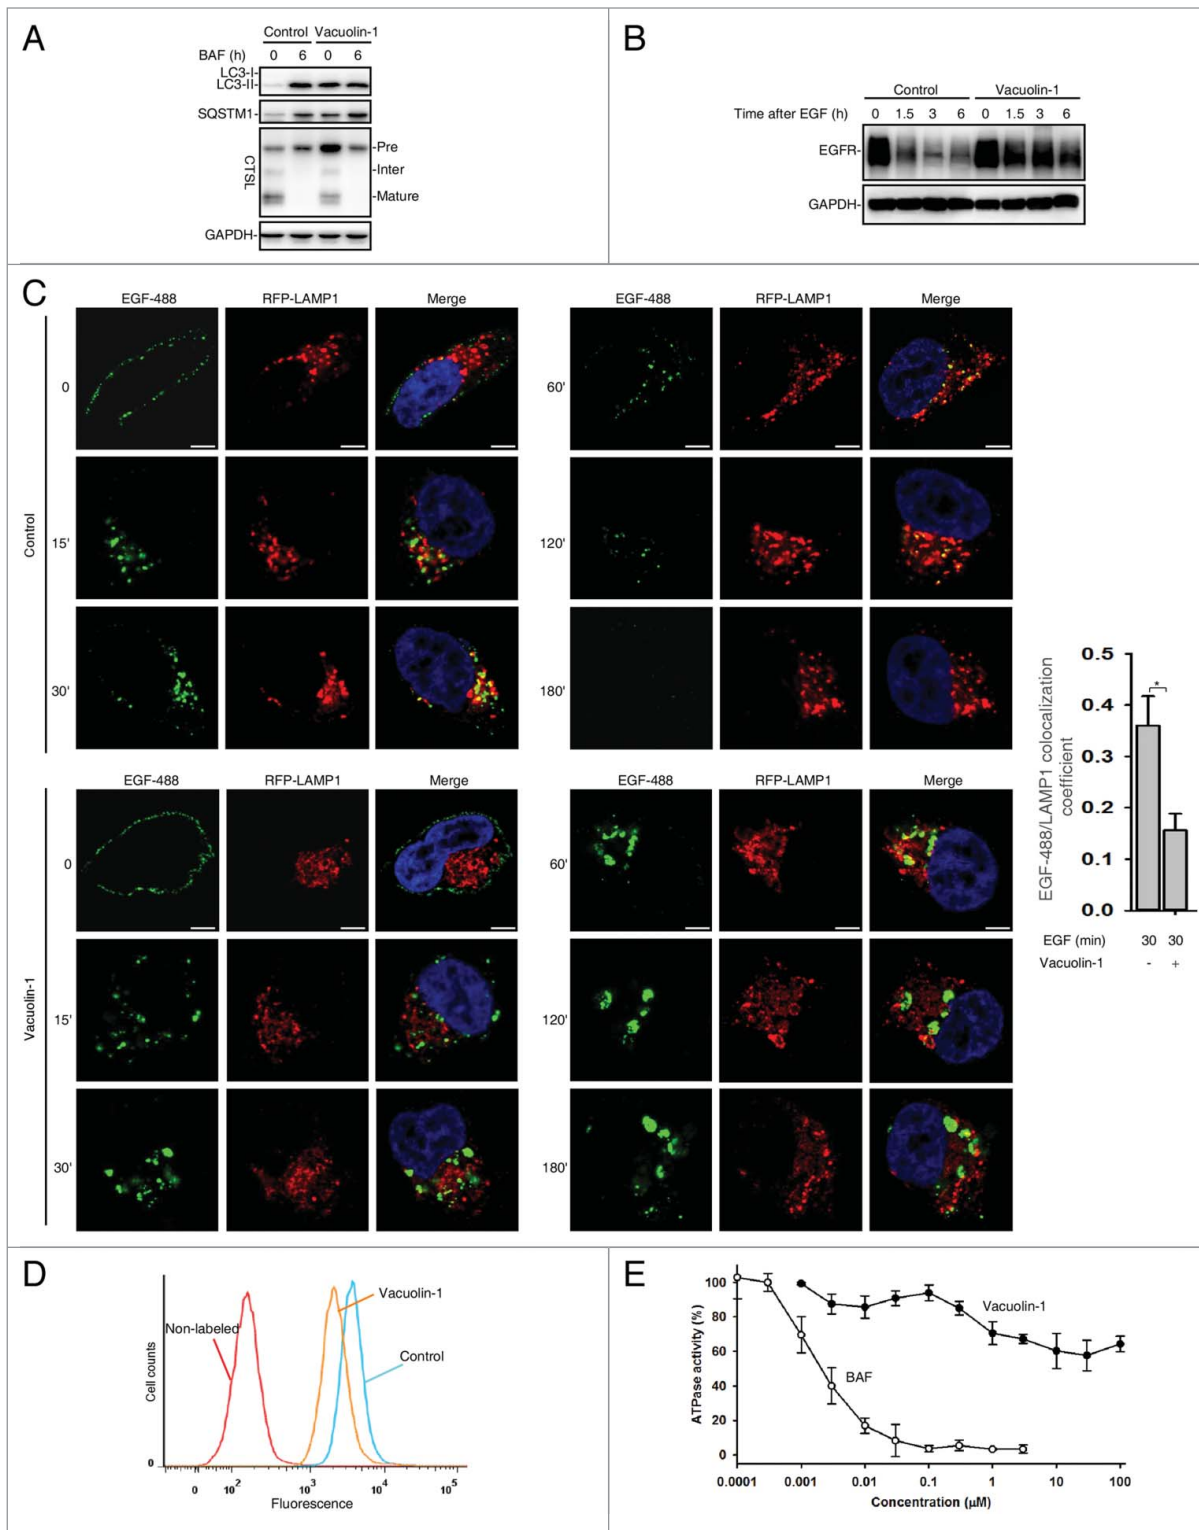 A
Control Vacuolin-1
BAF (h) 0 6 0 6
LC3-I-
LC3-II-
SQSTM1-
CTSL
-Pre
-Inter
-Mature
GAPDH-
B
Control Vacuolin-1
Time after EGF (h) 0 1.5 3 6 0 1.5 3 6
EGFR-
GAPDH-
C
EGF-488 RFP-LAMP1 Merge EGF-488 RFP-LAMP1 Merge
Control
0 60'
15' 120'
30' 180'
EGF-488 RFP-LAMP1 Merge EGF-488 RFP-LAMP1 Merge
Vacuolin-1
0 60'
15' 120'
30' 180'
EGF-488/LAMP1 colocalization
coefficient
0.5
0.4
0.3
0.2
0.1
0.0
*
EGF (min) 30 30
Vacuolin-1 - +
D
Cell counts
Non-labeled
Vacuolin-1
Control
0
0 10² 10³ 10⁴ 10⁵
Fluorescence
E
ATPase activity (%)
100
80
60
40
20
0
Vacuolin-1
BAF
0.0001 0.001 0.01 0.1 1 10 100
Concentration (μM)